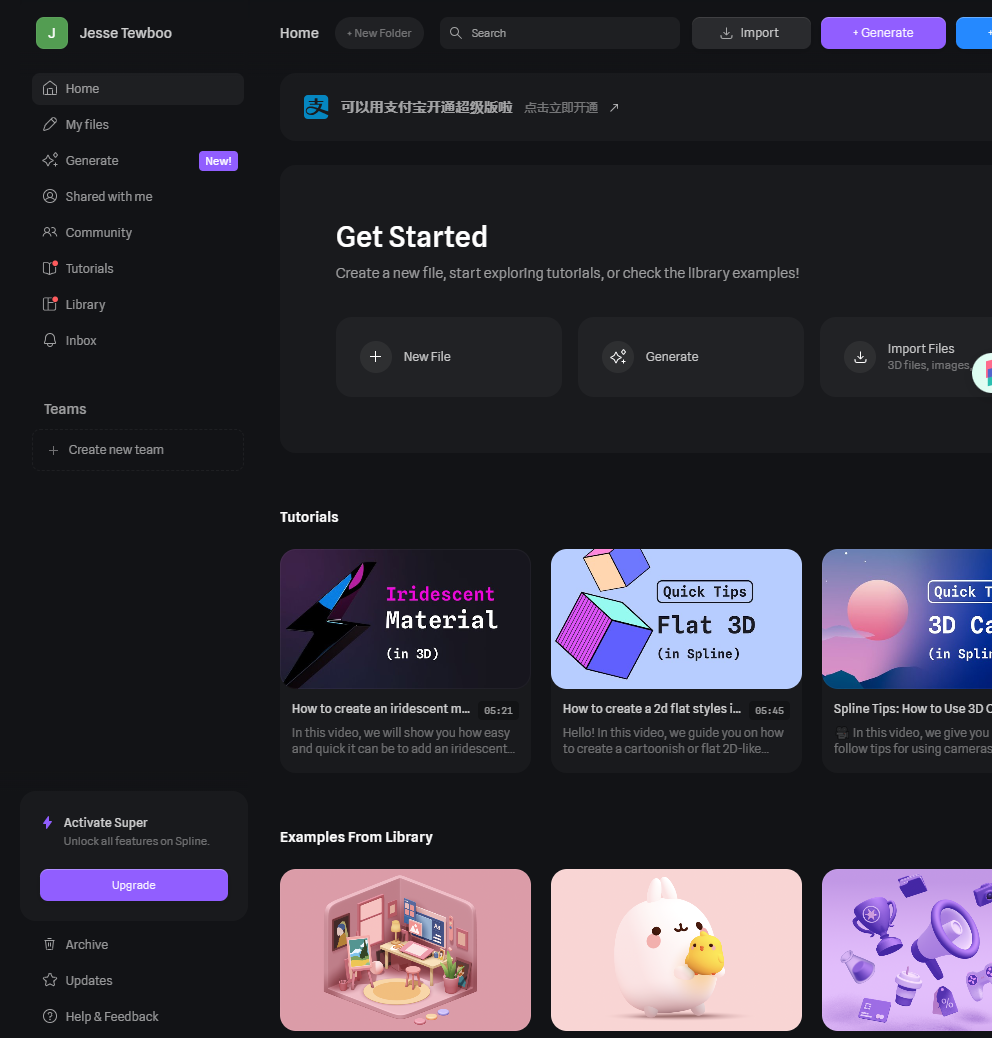 J
Jesse Tewboo
Home
+ New Folder
Search
Import
+ Generate
Home
My files
Generate
New!
Shared with me
Community
Tutorials
Library
Inbox
Teams
+ Create new team
支 可以用支付宝开通超级版啦 点击立即开通 ↗
Get Started
Create a new file, start exploring tutorials, or check the library examples!
New File
Generate
Import Files
3D files, images,
Tutorials
Iridescent
Material
(in 3D)
How to create an iridescent m...
05:21
In this video, we will show you how easy
and quick it can be to add an iridescent...
Quick Tips
Flat 3D
(in Spline)
How to create a 2d flat styles i...
05:45
Hello! In this video, we guide you on how
to create a cartoonish or flat 2D-like...
Quick T
3D Ca
(in Splin
Spline Tips: How to Use 3D C
In this video, we give you
follow tips for using cameras
Examples From Library
%
Activate Super
Unlock all features on Spline.
Upgrade
Archive
Updates
Help & Feedback